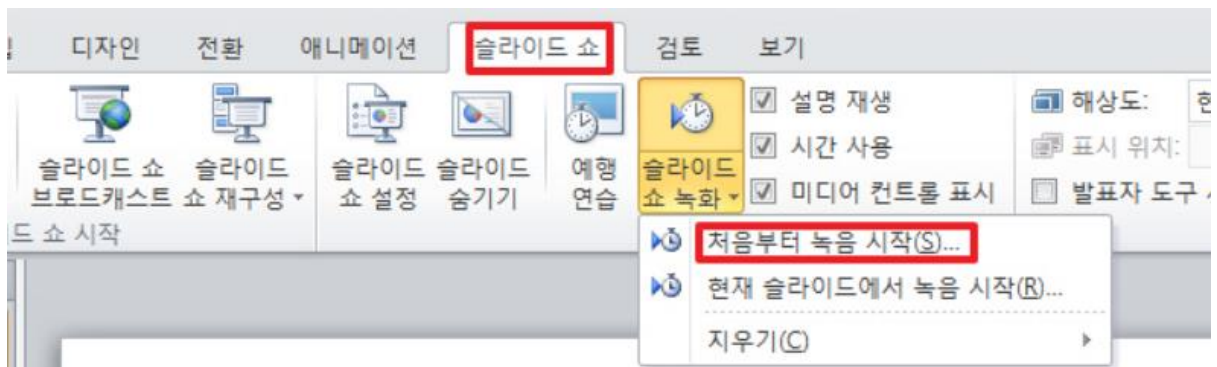 디자인 전환 애니메이션 슬라이드 쇼 검토 보기
슬라이드 쇼
브로드캐스트
슬라이드
쇼 재구성
슬라이드
쇼 설정
슬라이드
숨기기
예행
연습
슬라이드
쇼 녹화
설명 재생
시간 사용
미디어 컨트롤 표시
해상도:
표시 위치:
발표자 도구
드 쇼 시작
처음부터 녹음 시작(S)...
현재 슬라이드에서 녹음 시작(R)...
지우기(C)